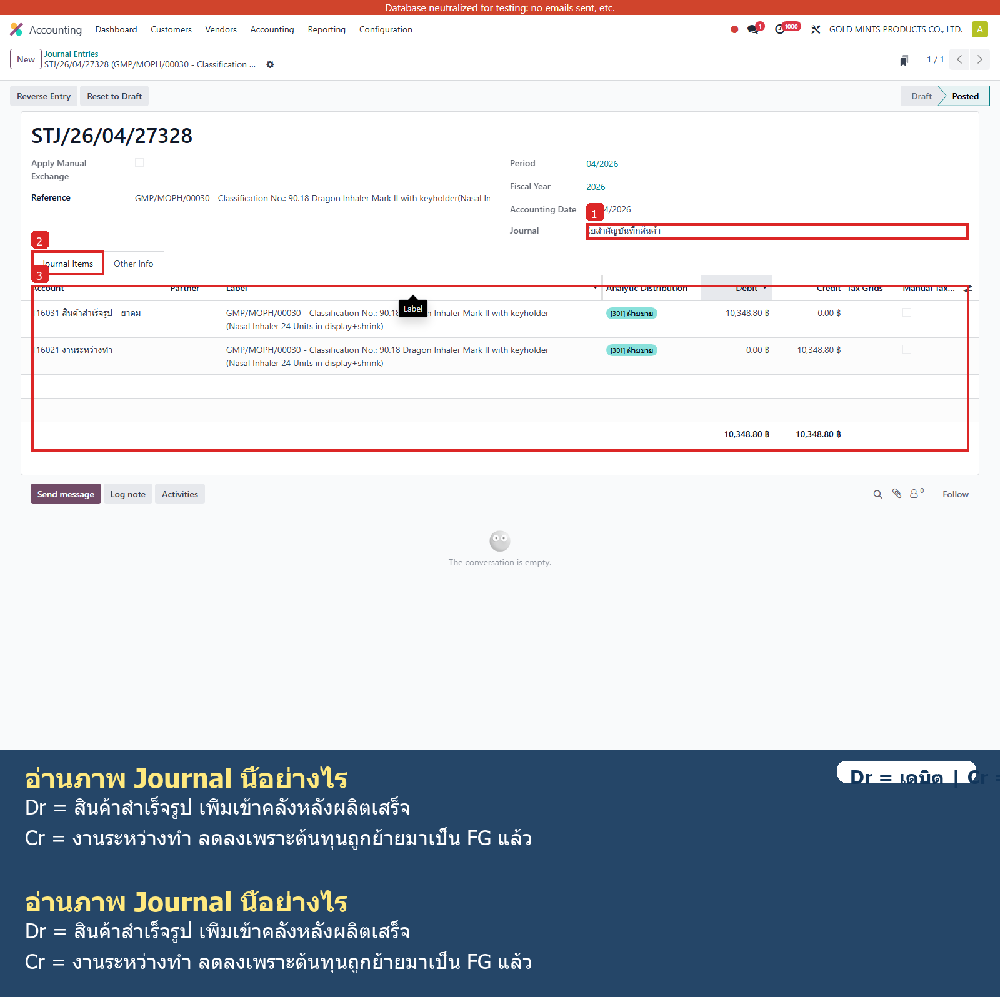 Database neutralized for testing: no emails sent, etc.
Accounting Dashboard Customers Vendors Accounting Reporting Configuration 1 1000 GOLD MINTS PRODUCTS CO., LTD. A
New Journal Entries
STJ/26/04/27328 (GMP/MOPH/00030 - Classification ... 1 / 1
Reverse Entry Reset to Draft Draft Posted
STJ/26/04/27328
Apply Manual Exchange
Period 04/2026
Fiscal Year 2026
Reference GMP/MOPH/00030 - Classification No.: 90.18 Dragon Inhaler Mark II with keyholder(Nasal In
Accounting Date 4/2026
1
Journal ใบสำคัญบันทึกสินค้า
2
Journal Items Other Info
3
Account Partner Label Analytic Distribution Debit Credit Tax Grids Manual Tax...
Label
116031 สินค้าสำเร็จรูป - ยาดม GMP/MOPH/00030 - Classification No.: 90.18 Inhaler Mark II with keyholder [301] ฝ่ายขาย 10,348.80 ฿ 0.00 ฿
(Nasal Inhaler 24 Units in display+shrink)
116021 งานระหว่างทำ GMP/MOPH/00030 - Classification No.: 90.18 Dragon Inhaler Mark II with keyholder [301] ฝ่ายขาย 0.00 ฿ 10,348.80 ฿
(Nasal Inhaler 24 Units in display+shrink)
10,348.80 ฿ 10,348.80 ฿
Send message Log note Activities 0 Follow
The conversation is empty.
อ่านภาพ Journal นี้อย่างไร Dr = เดบิต | Cr =
Dr = สินค้าสำเร็จรูป เพิ่มเข้าคลังหลังผลิตเสร็จ
Cr = งานระหว่างทำ ลดลงเพราะต้นทุนถูกย้ายมาเป็น FG แล้ว
อ่านภาพ Journal นี้อย่างไร
Dr = สินค้าสำเร็จรูป เพิ่มเข้าคลังหลังผลิตเสร็จ
Cr = งานระหว่างทำ ลดลงเพราะต้นทุนถูกย้ายมาเป็น FG แล้ว